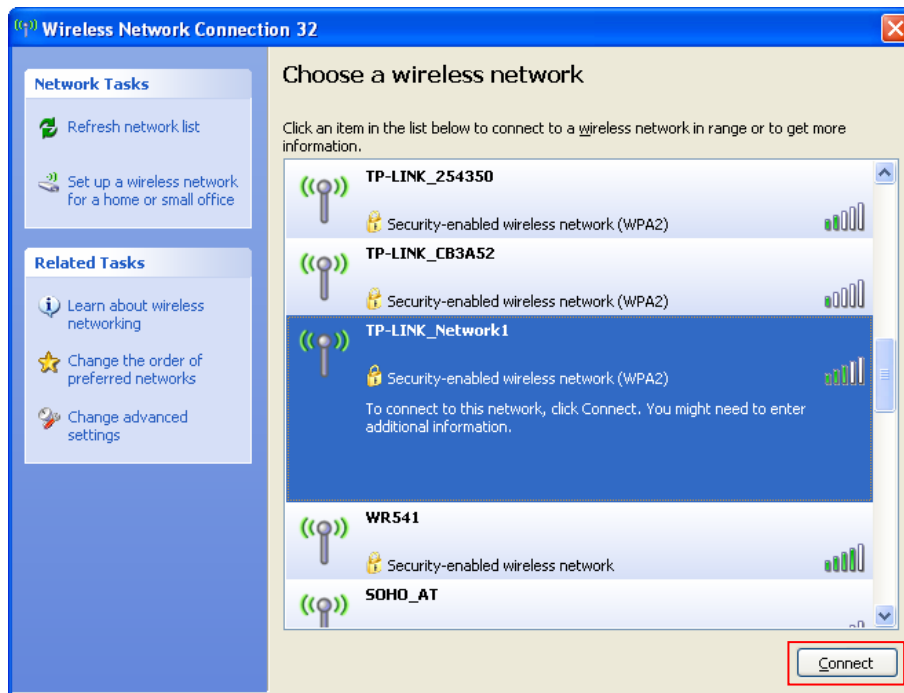 Wireless Network Connection 32
Network Tasks
Refresh network list
Set up a wireless network
for a home or small office
Related Tasks
Learn about wireless
networking
Change the order of
preferred networks
Change advanced
settings
Choose a wireless network
Click an item in the list below to connect to a wireless network in range or to get more
information.
TP-LINK_254350
Security-enabled wireless network (WPA2)
TP-LINK_CB3A52
Security-enabled wireless network (WPA2)
TP-LINK_Network1
Security-enabled wireless network (WPA2)
To connect to this network, click Connect. You might need to enter
additional information.
WR541
Security-enabled wireless network
SOHO_AT
Connect